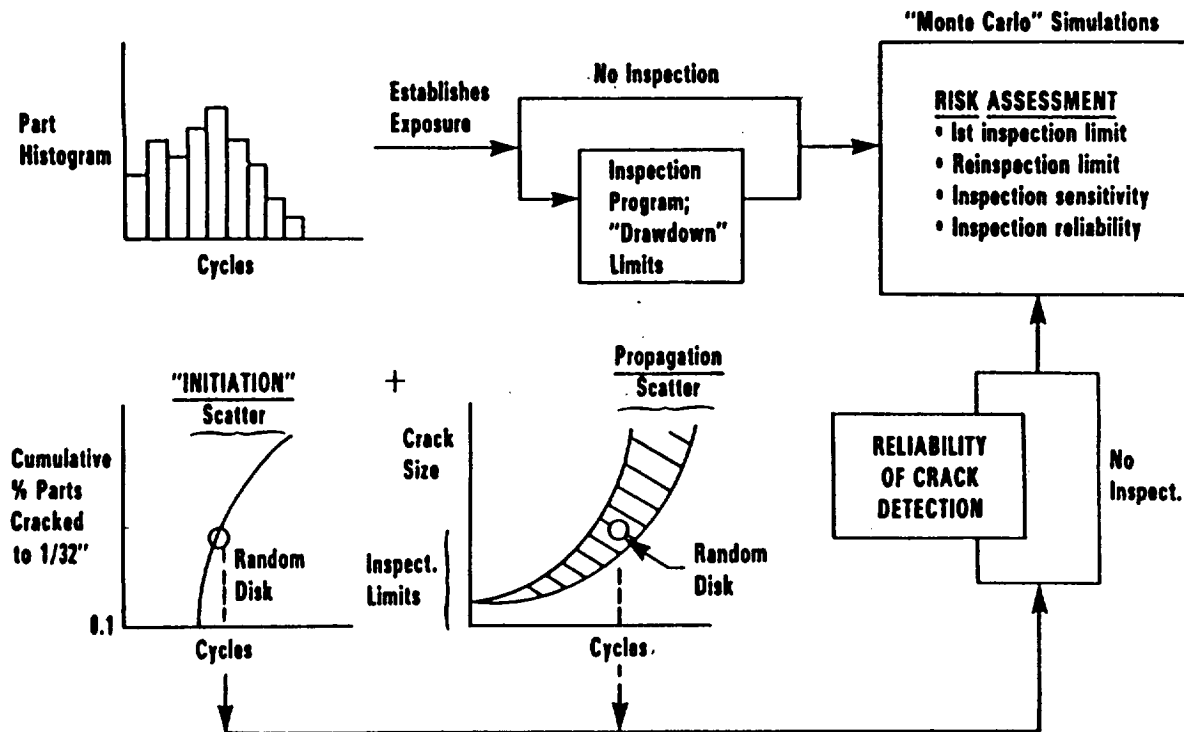 "Monte Carlo" Simulations
No Inspection
Part
Histogram
Cycles
Establishes
Exposure
Inspection
Program;
"Drawdown"
Limits
RISK ASSESSMENT
• 1st inspection limit
• Reinspection limit
• Inspection sensitivity
• Inspection reliability
"INITIATION"
Scatter
+
Propagation
Scatter
Cumulative
% Parts
Cracked
to 1/32"
0.1
Random
Disk
Cycles
Crack
Size
Inspect.
Limits
Random
Disk
Cycles
RELIABILITY
OF CRACK
DETECTION
No
Inspect.